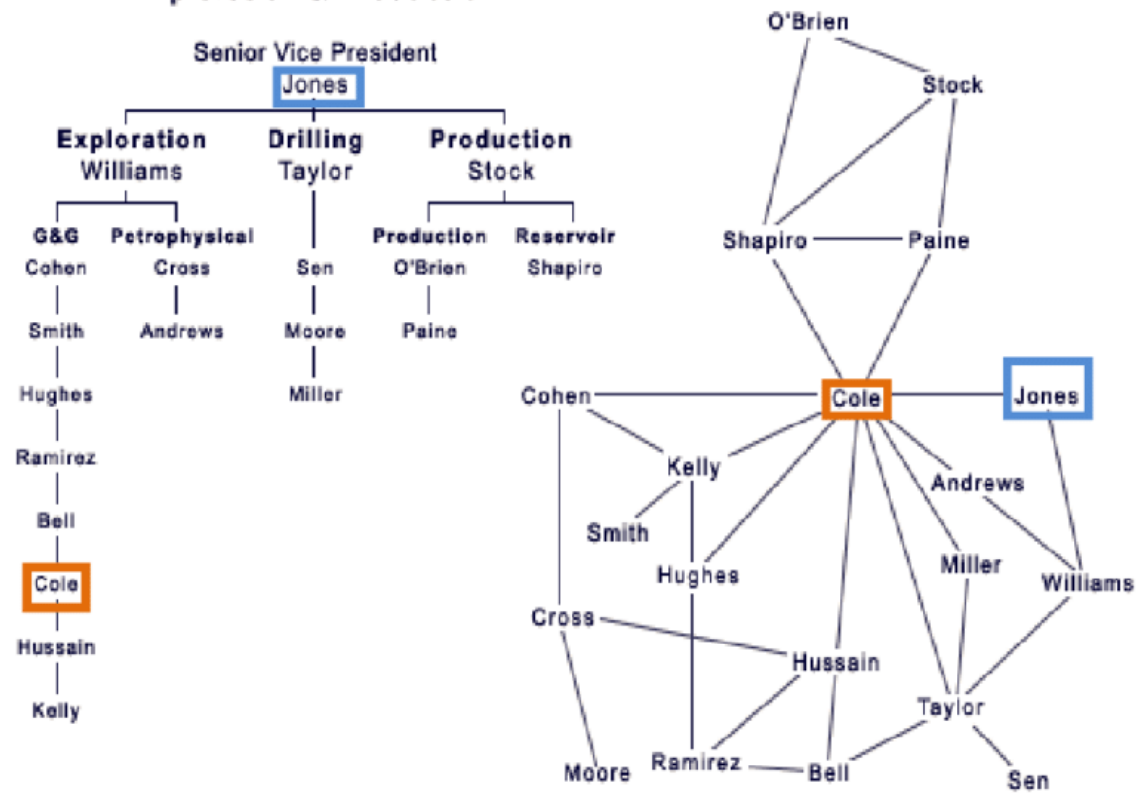 Senior Vice President
Jones
Exploration Drilling Production
Williams Taylor Stock
G&G Petrophysical Production Reservoir
Cohen Cross Sen O'Brien Shapiro
Smith Andrews Moore Paine
Hughes Miller
Ramirez
Bell
Cole
Hussain
Kelly
O'Brien
Stock
Shapiro Paine
Cohen Cole Jones
Kelly
Andrews
Smith
Miller
Hughes Williams
Cross
Hussain
Taylor
Ramirez
Moore Bell
Sen